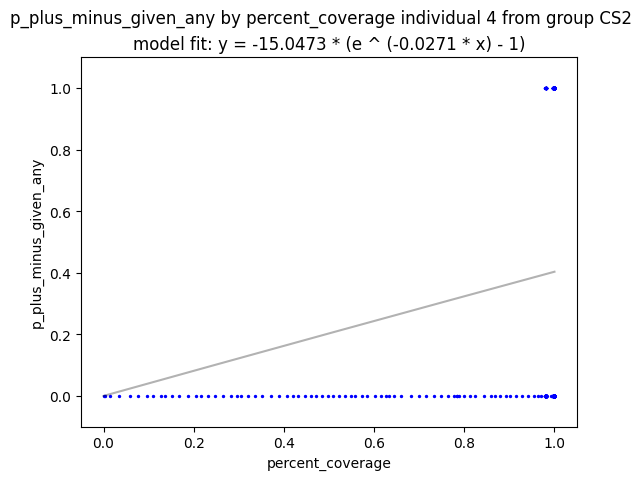 p_plus_minus_given_any by percent_coverage individual 4 from group CS2
model fit: y = -15.0473 * (e ^ (-0.0271 * x) - 1)
1.0
0.8
0.6
0.4
0.2
0.0
p_plus_minus_given_any
0.0 0.2 0.4 0.6 0.8 1.0
percent_coverage